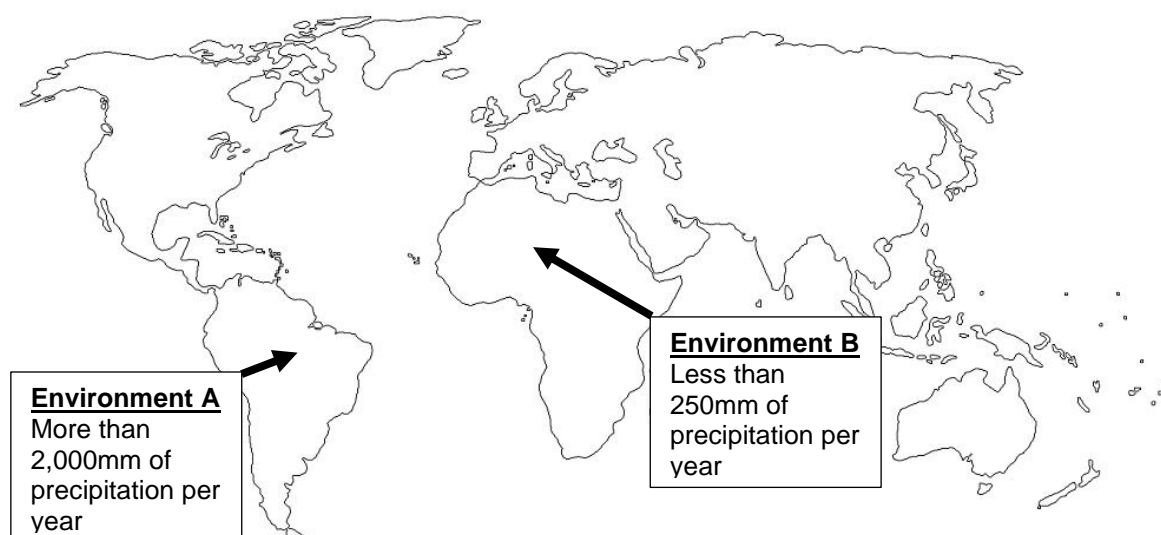 Environment A
More than
2,000mm of
precipitation per
year
Environment B
Less than
250mm of
precipitation per
year